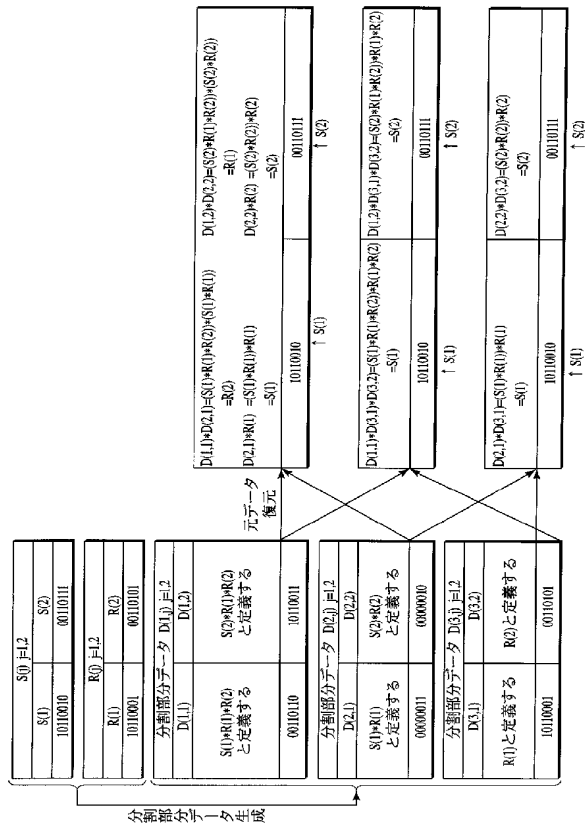 S(j) j=1,2
S(1) S(2)
10110010 00110111
R(j) j=1,2
R(1) R(2)
10110001 00110101
分割部分データ生成
分割部分データ D(1,j) j=1,2
D(1,1) D(1,2)
S(1)*R(1)*R(2) S(2)*R(1)*R(2)
と定義する と定義する
00110110 10110011
分割部分データ D(2,j) j=1,2
D(2,1) D(2,2)
S(1)*R(1) S(2)*R(2)
と定義する と定義する
00000011 00000010
分割部分データ D(3,j) j=1,2
D(3,1) D(3,2)
R(1)と定義する R(2)と定義する
10110001 00110101
元データ
復元
D(1,1)*D(2,1)=(S(1)*R(1)*R(2))*(S(1)*R(1)) D(1,2)*D(2,2)=(S(2)*R(1)*R(2))*(S(2)*R(2))
=R(2) =R(1)
D(2,1)*R(1) =(S(1)*R(1))*R(1) D(2,2)*R(2) =(S(2)*R(2))*R(2)
=S(1) =S(2)
10110010 00110111
↑ S(1) ↑ S(2)
D(1,1)*D(3,1)*D(3,2)=(S(1)*R(1)*R(2))*R(1)*R(2) D(1,2)*D(3,1)*D(3,2)=(S(2)*R(1)*R(2))*R(1)*R(2)
=S(1) =S(2)
10110010 00110111
↑ S(1) ↑ S(2)
D(2,1)*D(3,1)=(S(1)*R(1))*R(1) D(2,2)*D(3,2)=(S(2)*R(2))*R(2)
=S(1) =S(2)
10110010 00110111
↑ S(1) ↑ S(2)